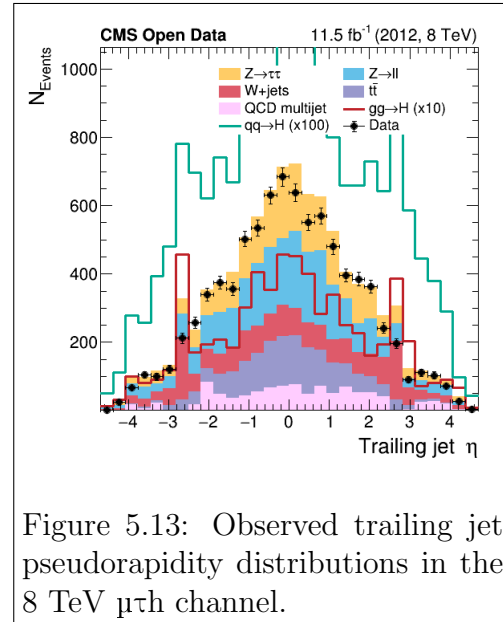 CMS Open Data 11.5 fb⁻¹ (2012, 8 TeV)
N_Events
1000
800
600
400
200
Z→ττ Z→ll
W+jets tt̄
QCD multijet gg→H (x10)
qq→H (x100) Data
−4 −3 −2 −1 0 1 2 3 4
Trailing jet η
Figure 5.13: Observed trailing jet
pseudorapidity distributions in the
8 TeV μτh channel.